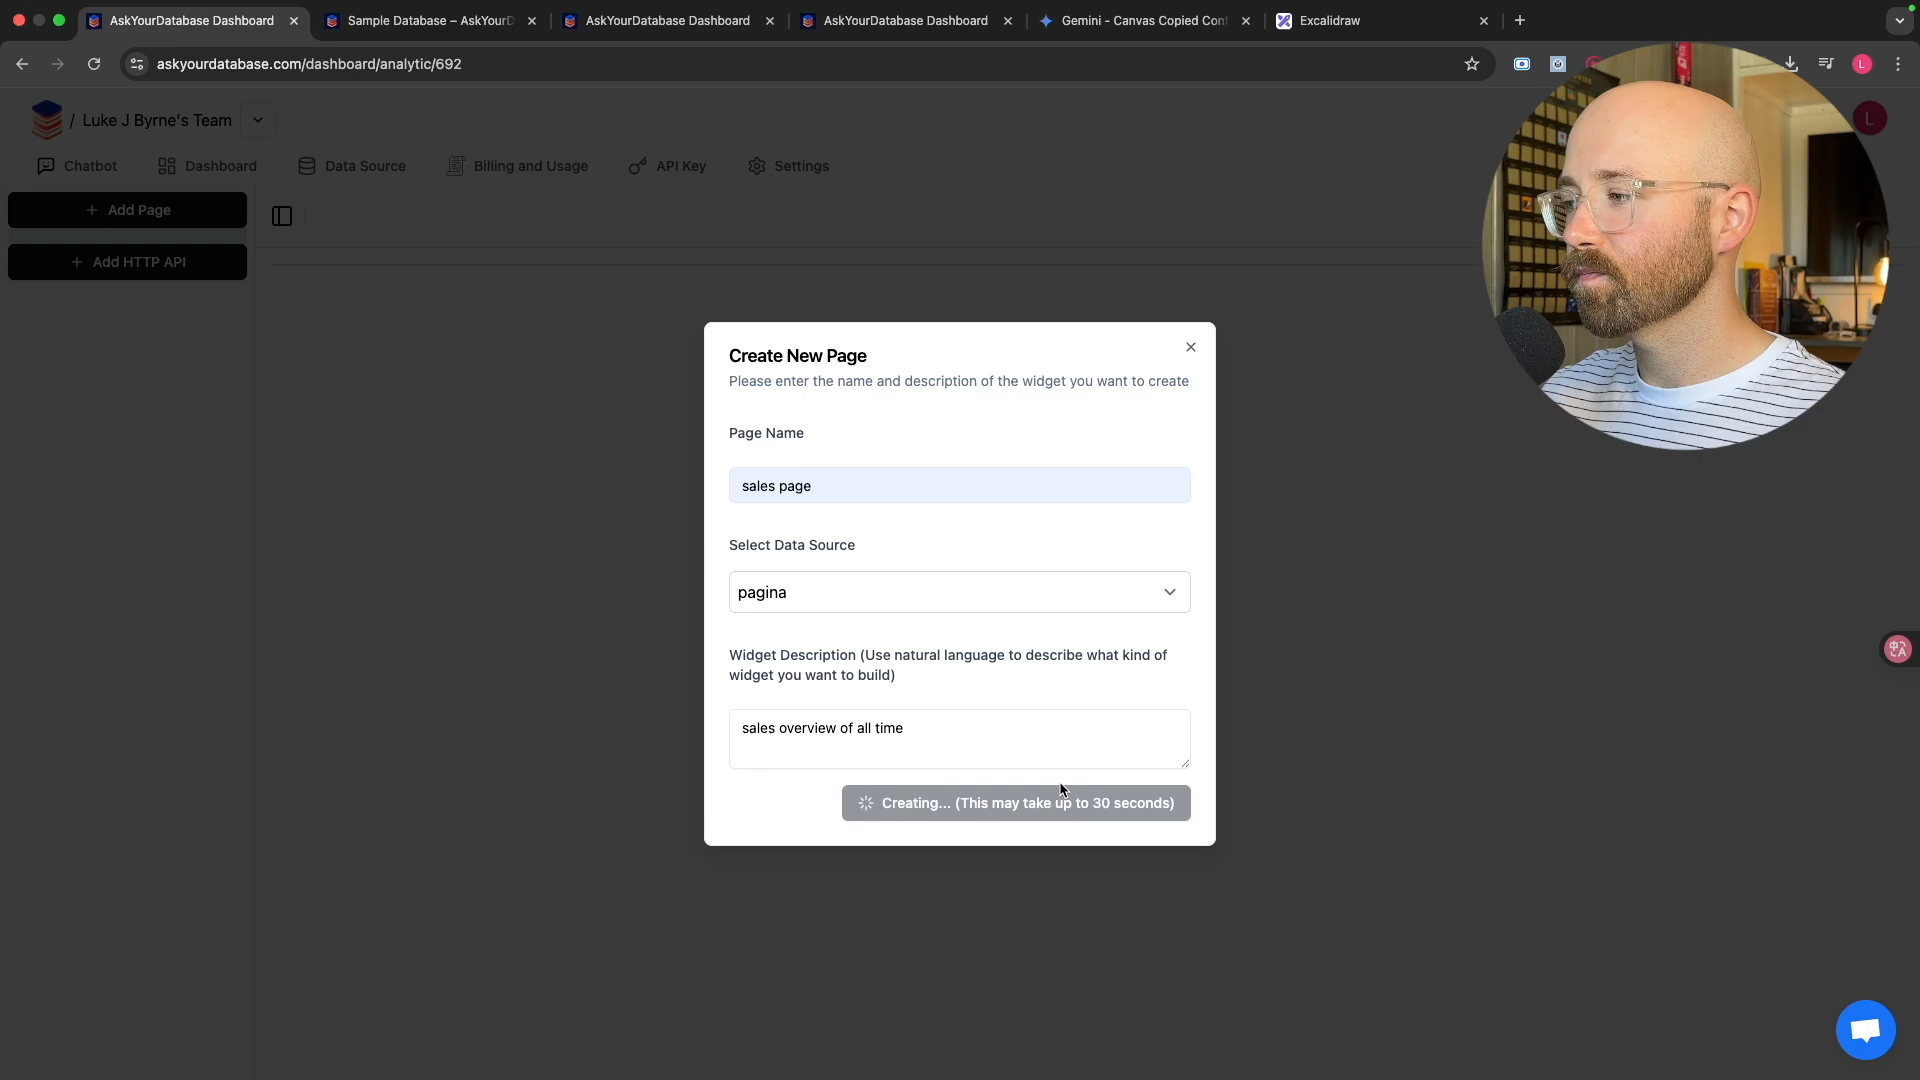 AskYourDatabase Dashboard
Sample Database – AskYourD
AskYourDatabase Dashboard
AskYourDatabase Dashboard
Gemini - Canvas Copied Con
Excalidraw
askyourdatabase.com/dashboard/analytic/692
L
/ Luke J Byrne's Team
L
Chatbot
Dashboard
Data Source
Billing and Usage
API Key
Settings
+ Add Page
+ Add HTTP API
Create New Page
Please enter the name and description of the widget you want to create
Page Name
sales page
Select Data Source
pagina
Widget Description (Use natural language to describe what kind of
widget you want to build)
sales overview of all time
Creating... (This may take up to 30 seconds)